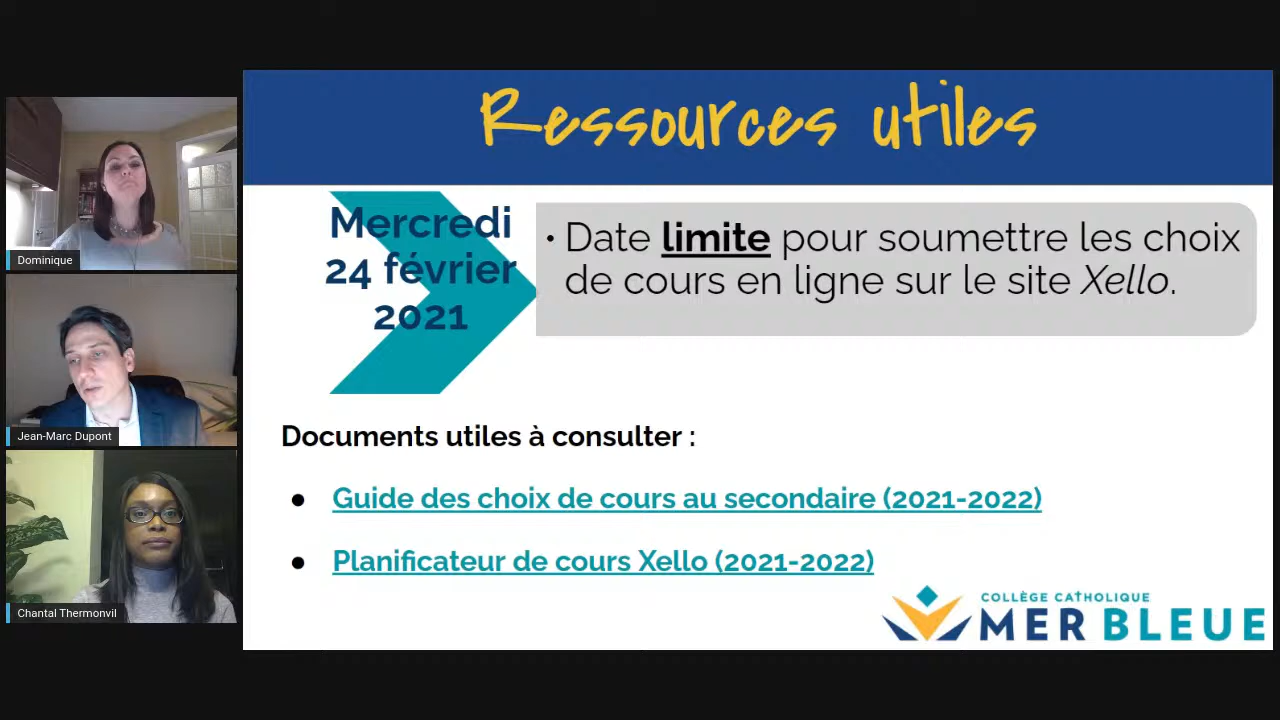 Ressources utiles
Mercredi
24 février
2021
• Date limite pour soumettre les choix
de cours en ligne sur le site Xello.
Documents utiles à consulter :
● Guide des choix de cours au secondaire (2021-2022)
● Planificateur de cours Xello (2021-2022)
COLLÈGE CATHOLIQUE
MER BLEUE
Dominique
Jean-Marc Dupont
Chantal Thermonvil